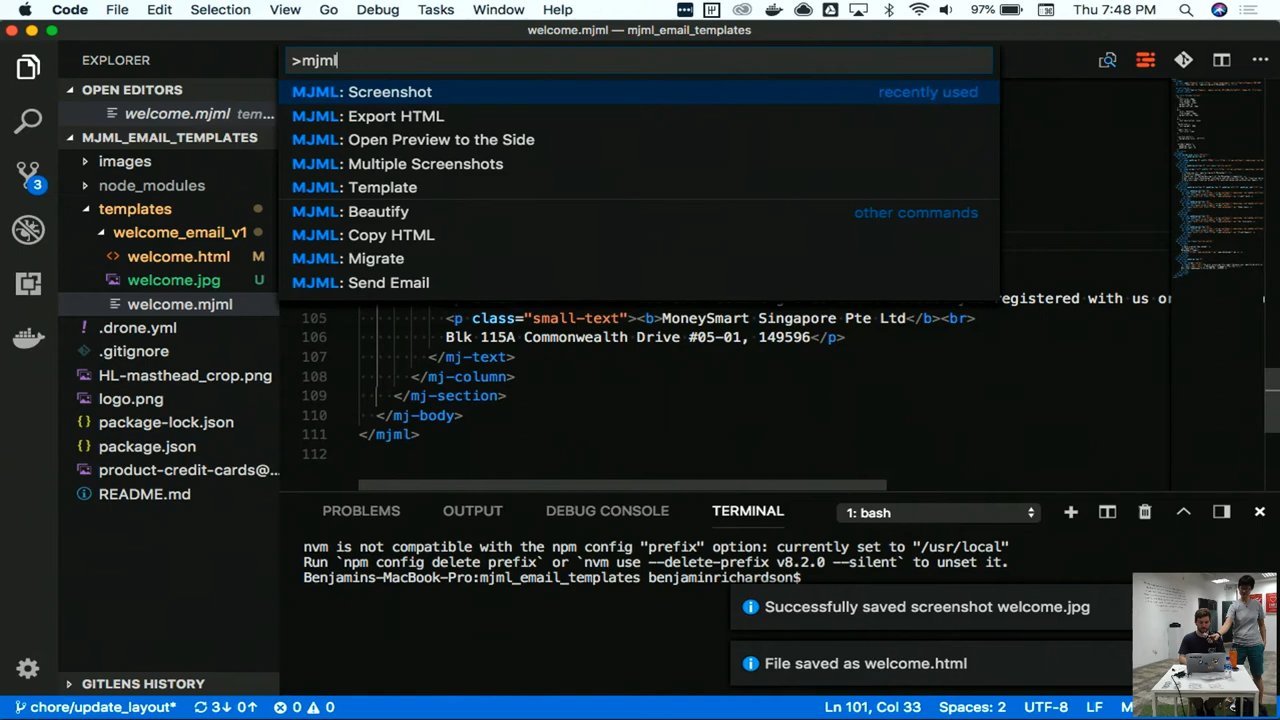 Code File Edit Selection View Go Debug Tasks Window Help 97% Thu 7:48 PM
welcome.mjml — mjml_email_templates
EXPLORER
OPEN EDITORS
welcome.mjml tem...
MJML_EMAIL_TEMPLATES
images
node_modules
templates
welcome_email_v1
welcome.html M
welcome.jpg U
welcome.mjml
.drone.yml
.gitignore
HL-masthead_crop.png
logo.png
package-lock.json
package.json
product-credit-cards@...
README.md
GITLENS HISTORY
3
>mjml
MJML: Screenshot recently used
MJML: Export HTML
MJML: Open Preview to the Side
MJML: Multiple Screenshots
MJML: Template
MJML: Beautify other commands
MJML: Copy HTML
MJML: Migrate
MJML: Send Email
registered with us or
105 <p class="small-text"><b>MoneySmart Singapore Pte Ltd</b><br>
106 Blk 115A Commonwealth Drive #05-01, 149596</p>
107 </mj-text>
108 </mj-column>
109 </mj-section>
110 </mj-body>
111 </mjml>
112
PROBLEMS OUTPUT DEBUG CONSOLE TERMINAL 1: bash
nvm is not compatible with the npm config "prefix" option: currently set to "/usr/local"
Run `npm config delete prefix` or `nvm use --delete-prefix v8.2.0 --silent` to unset it.
Benjamins-MacBook-Pro:mjml_email_templates benjaminrichardson$
Successfully saved screenshot welcome.jpg
File saved as welcome.html
chore/update_layout* 3↓ 0↑ 0 0 Ln 101, Col 33 Spaces: 2 UTF-8 LF M